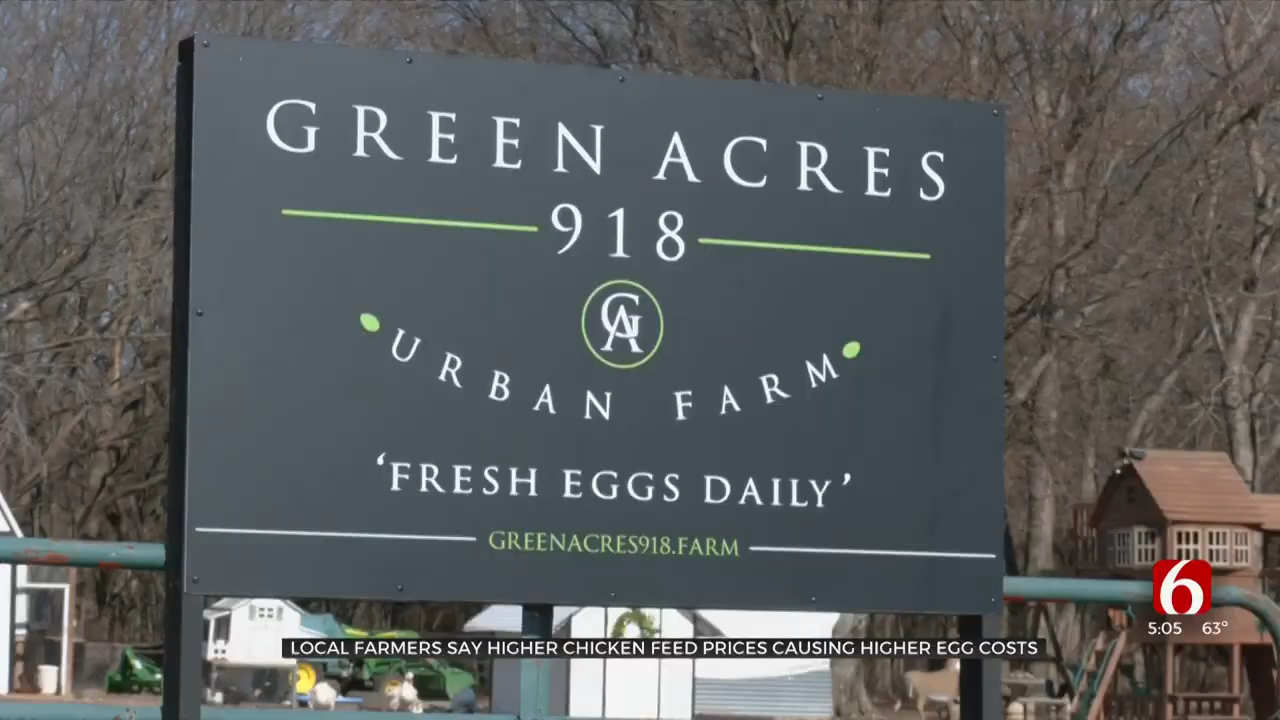 GREEN ACRES
918
GA
URBAN FARM
'FRESH EGGS DAILY'
GREENACRES918.FARM
6
5:05 63°
LOCAL FARMERS SAY HIGHER CHICKEN FEED PRICES CAUSING HIGHER EGG COSTS